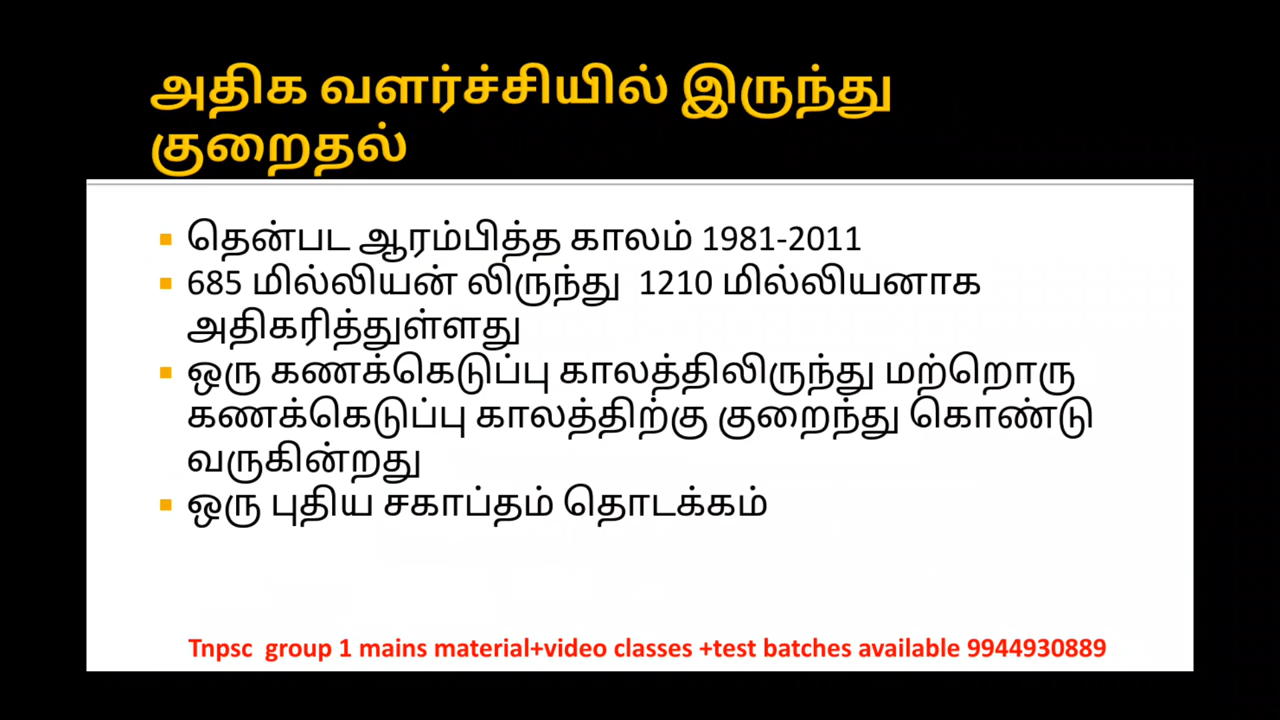 அதிக வளர்ச்சியில் இருந்து
குறைதல்
தென்பட ஆரம்பித்த காலம் 1981-2011
685 மில்லியன் லிருந்து 1210 மில்லியனாக
அதிகரித்துள்ளது
ஒரு கணக்கெடுப்பு காலத்திலிருந்து மற்றொரு
கணக்கெடுப்பு காலத்திற்கு குறைந்து கொண்டு
வருகின்றது
ஒரு புதிய சகாப்தம் தொடக்கம்
Tnpsc group 1 mains material+video classes +test batches available 9944930889